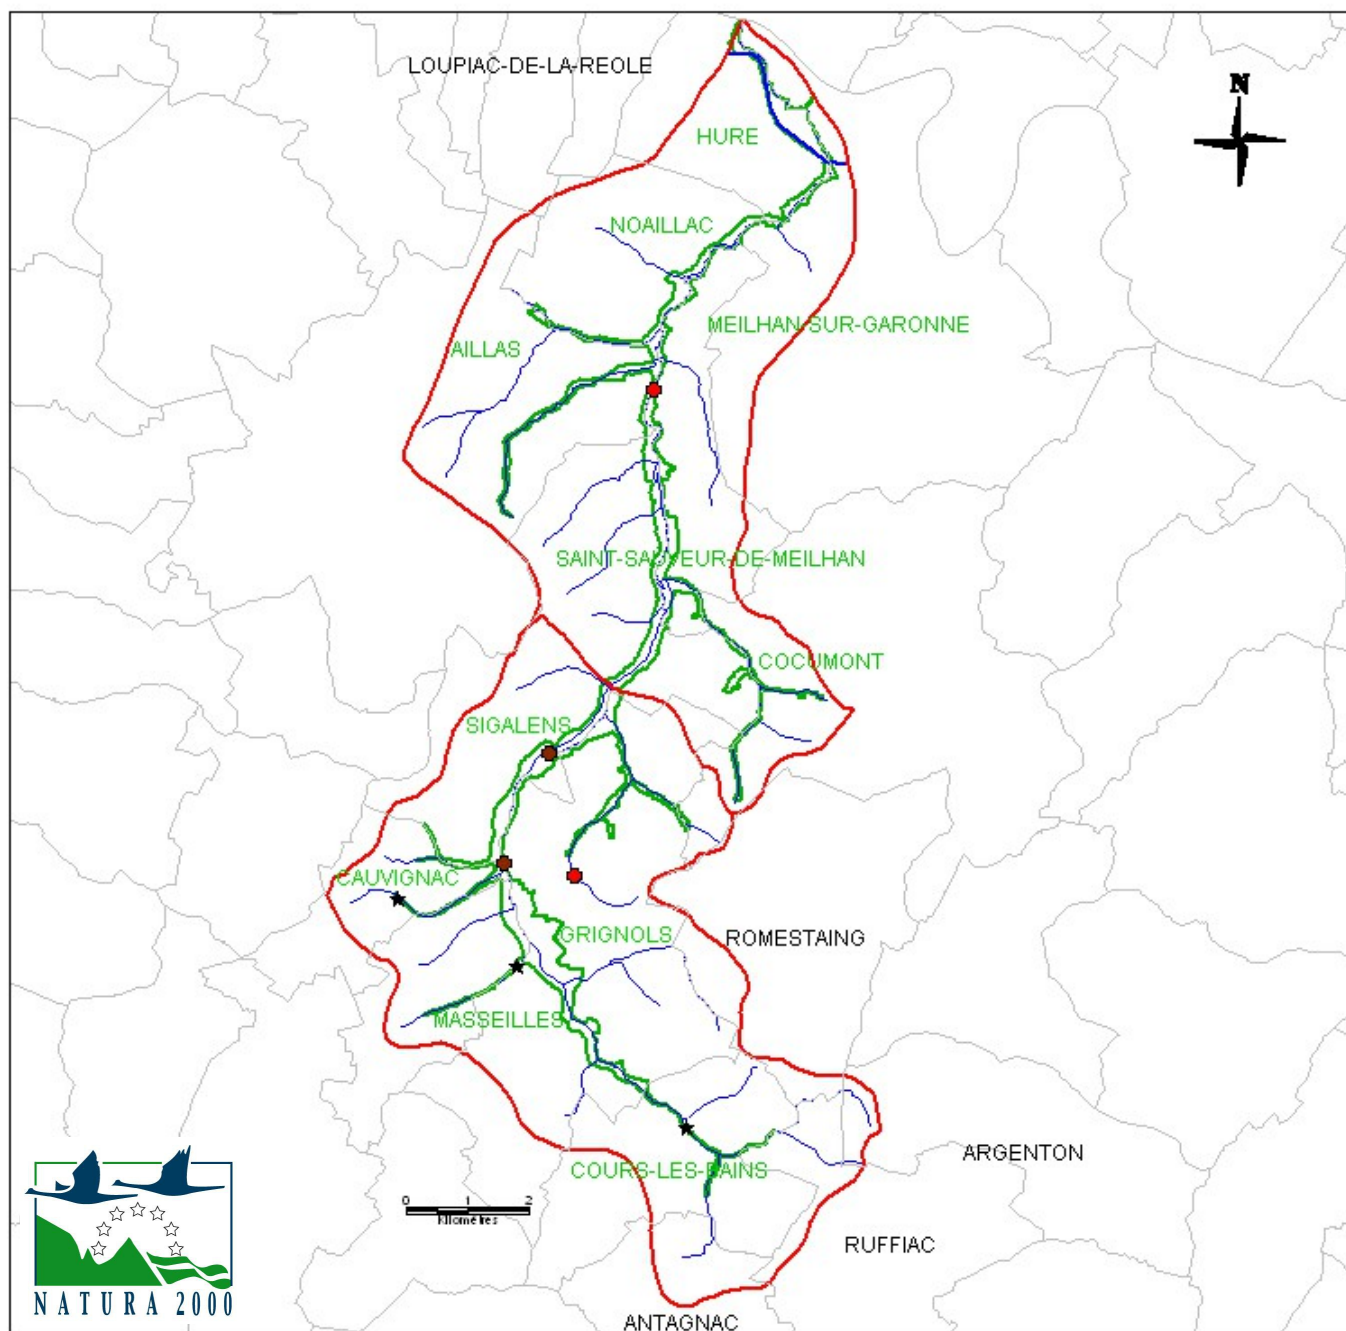 LOUPIAC-DE-LA-REOLE
N
HURE
NOAILLAC
MEILHAN-SUR-GARONNE
AILLAS
SAINT-SAUVEUR-DE-MEILHAN
COCUMONT
SIGALENS
CAUVIGNAC
GRIGNOLS
ROMESTAING
MASSEILLES
ARGENTON
COURS-LES-BAINS
0 1 2
Kilomètres
RUFFIAC
NATURA 2000
ANTAGNAC